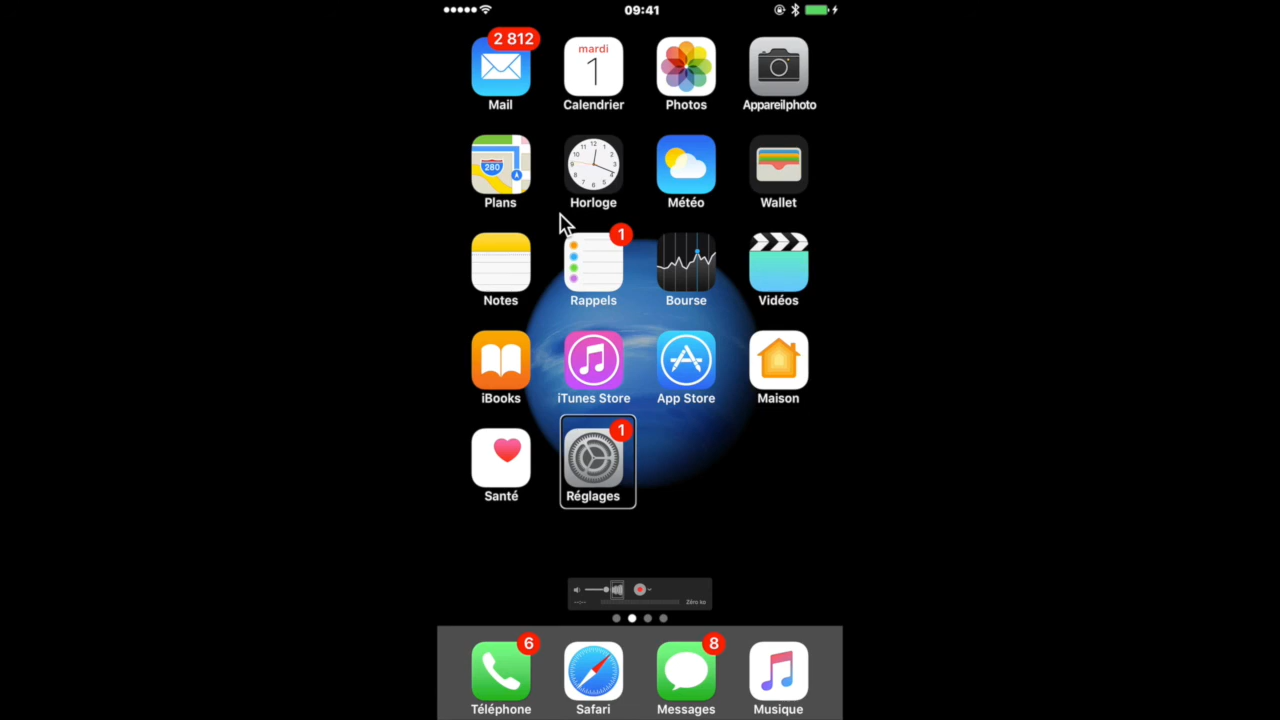 09:41
2 812
mardi
1
Mail
Calendrier
Photos
Appareilphoto
280
A
Plans
Horloge
Météo
Wallet
1
Notes
Rappels
Bourse
Vidéos
iBooks
iTunes Store
App Store
Maison
1
Santé
Réglages
--:--
Zéro ko
6
8
Téléphone
Safari
Messages
Musique